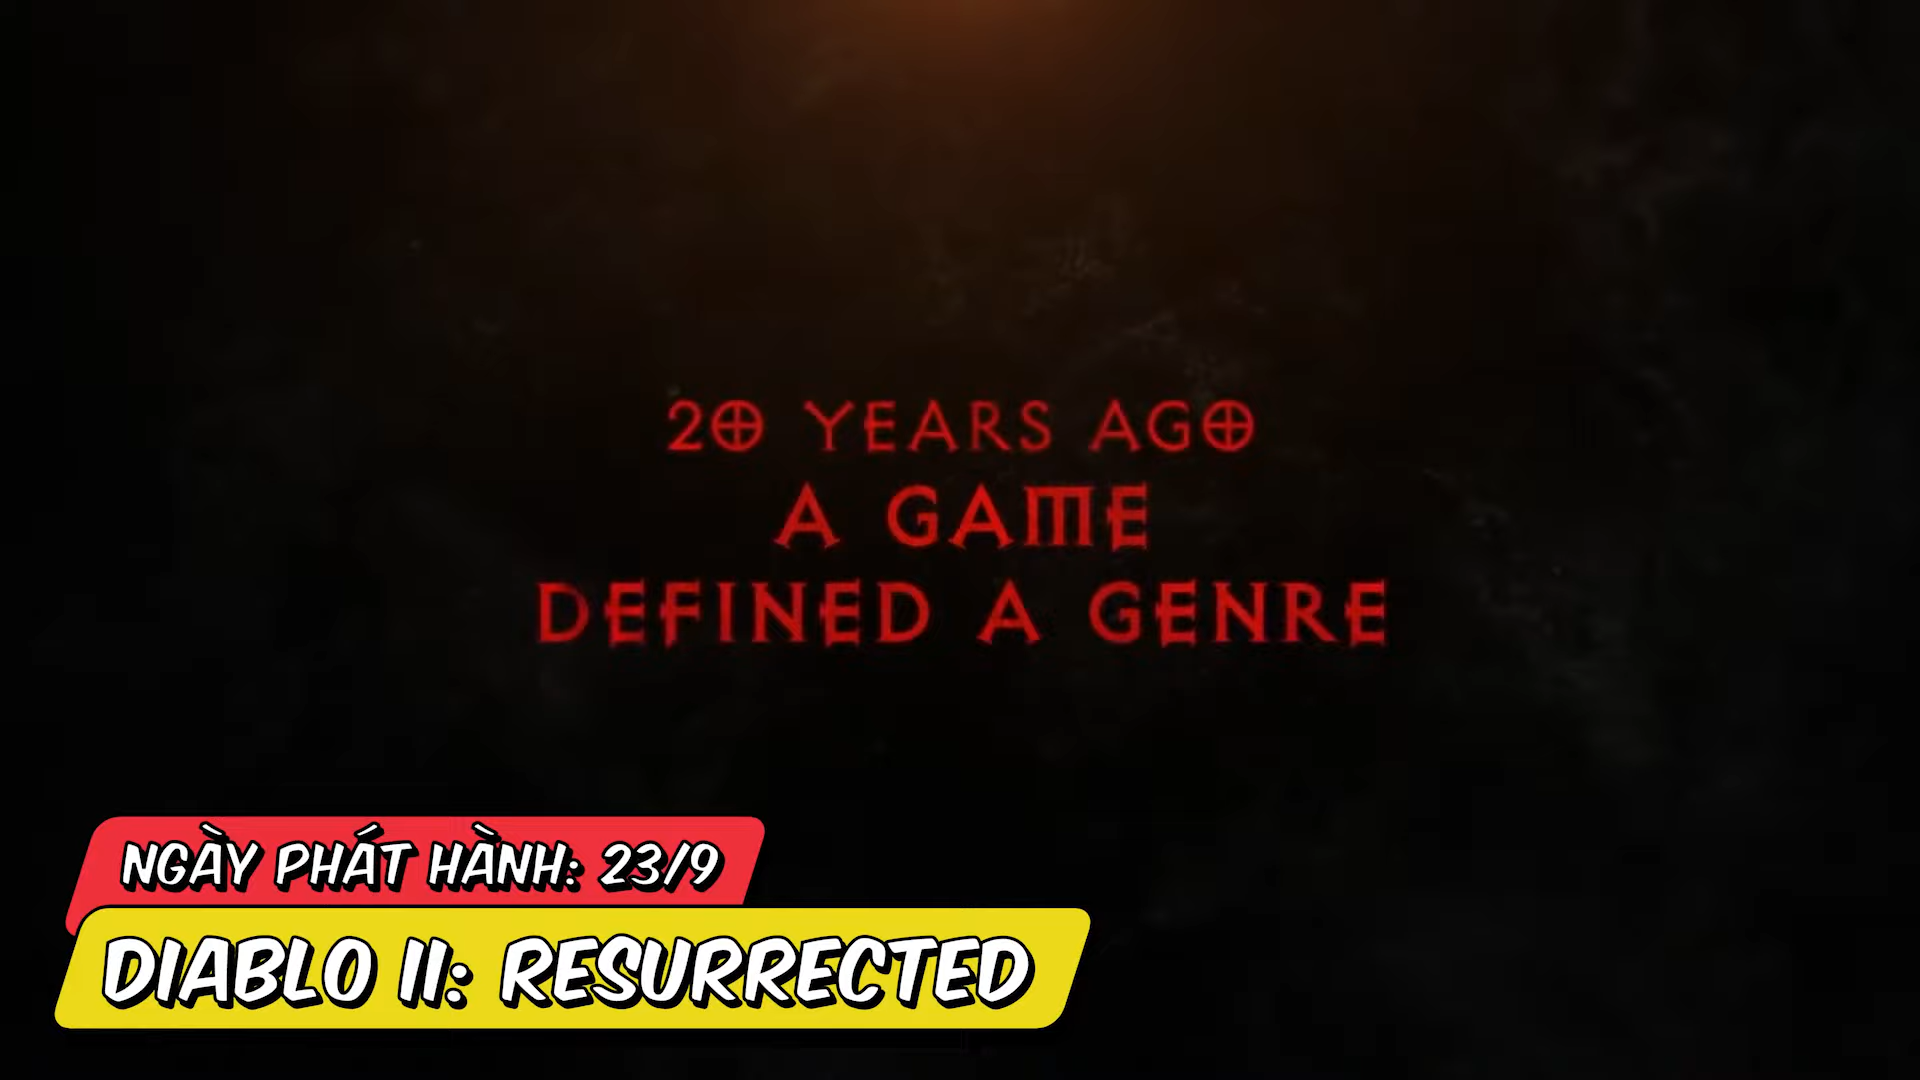 20 YEARS AGO
A GAME
DEFINED A GENRE
NGÀY PHÁT HÀNH: 23/9
DIABLO II: RESURRECTED